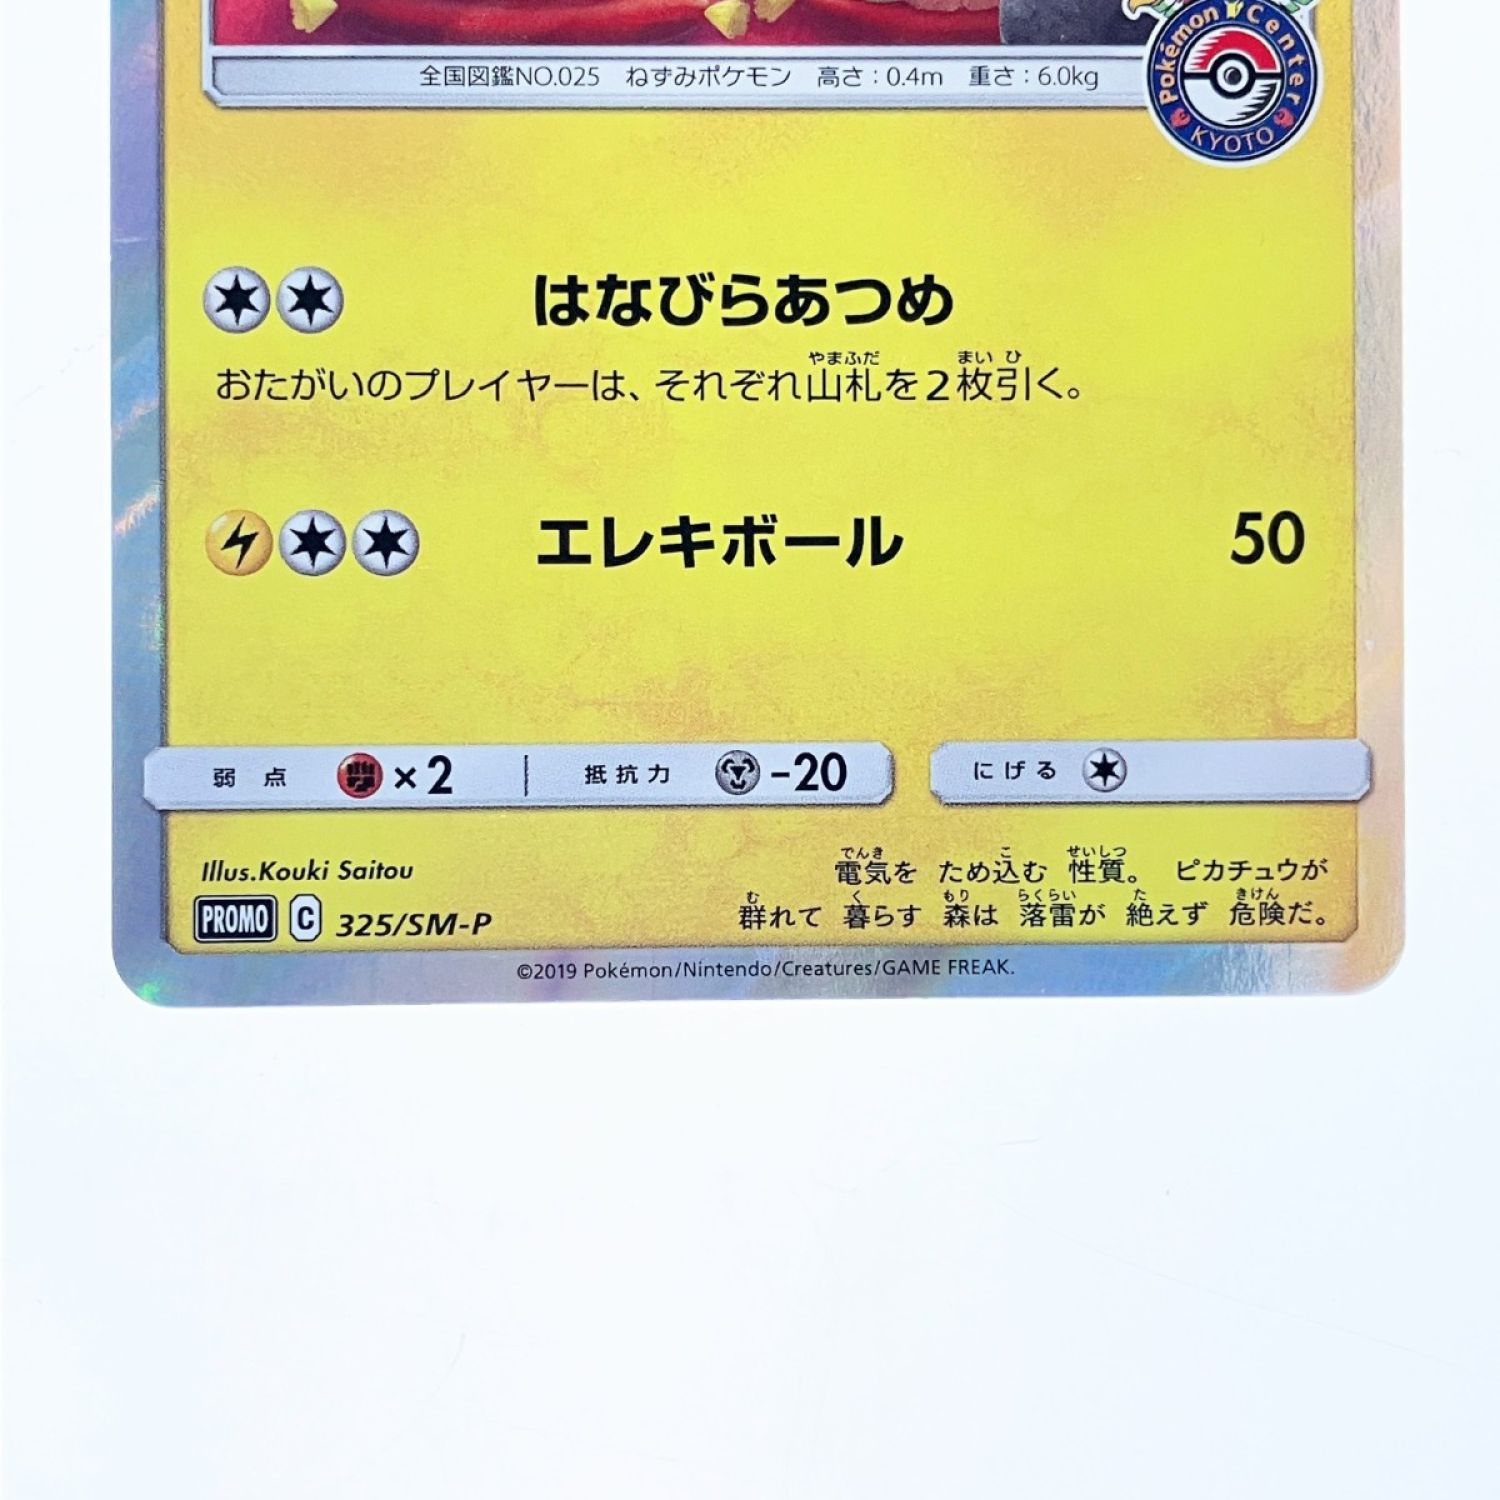 全国図鑑NO.025 ねずみポケモン 高さ：0.4m 重さ：6.0kg
Pokémon Center
KYOTO
はなびらあつめ
やまふだ まい ひ
おたがいのプレイヤーは、それぞれ山札を2枚引く。
エレキボール 50
弱点 ×2 抵抗力 -20 にげる
Illus.Kouki Saitou
でんき こ せいしつ
電気を ため込む 性質。 ピカチュウが
む く もり らくらい た きけん
群れて 暮らす 森は 落雷が 絶えず 危険だ。
PROMO C 325/SM-P
©2019 Pokémon/Nintendo/Creatures/GAME FREAK.